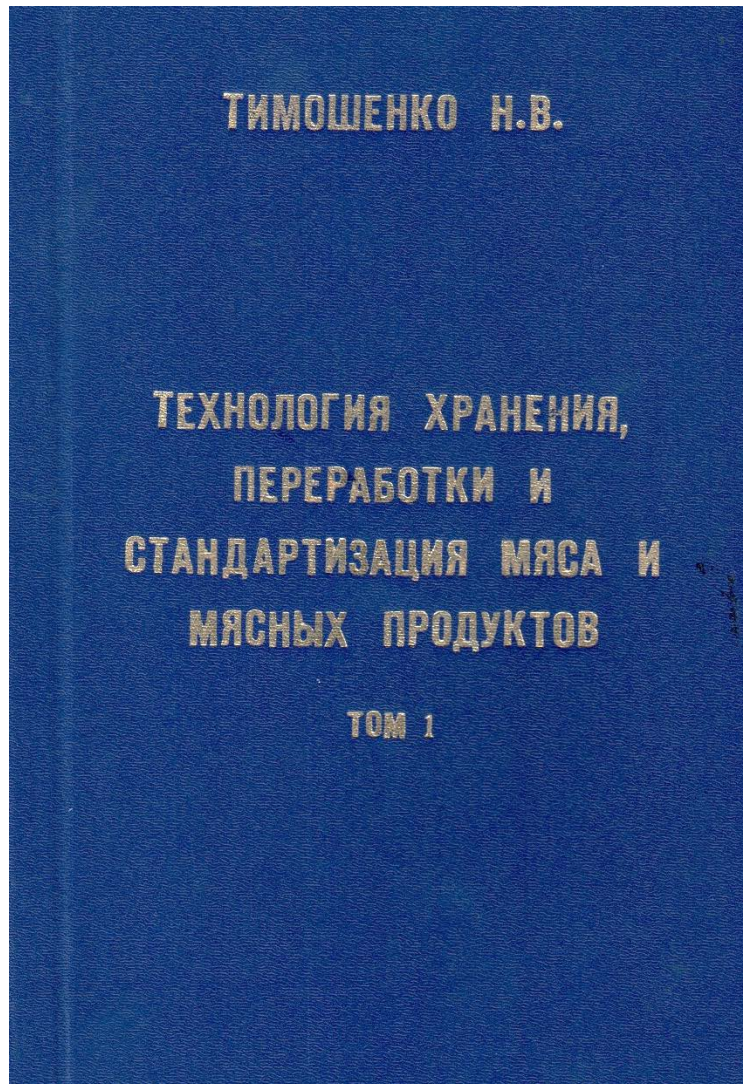 ТИМОШЕНКО Н.В.
ТЕХНОЛОГИЯ ХРАНЕНИЯ,
ПЕРЕРАБОТКИ И
СТАНДАРТИЗАЦИЯ МЯСА И
МЯСНЫХ ПРОДУКТОВ
ТОМ 1